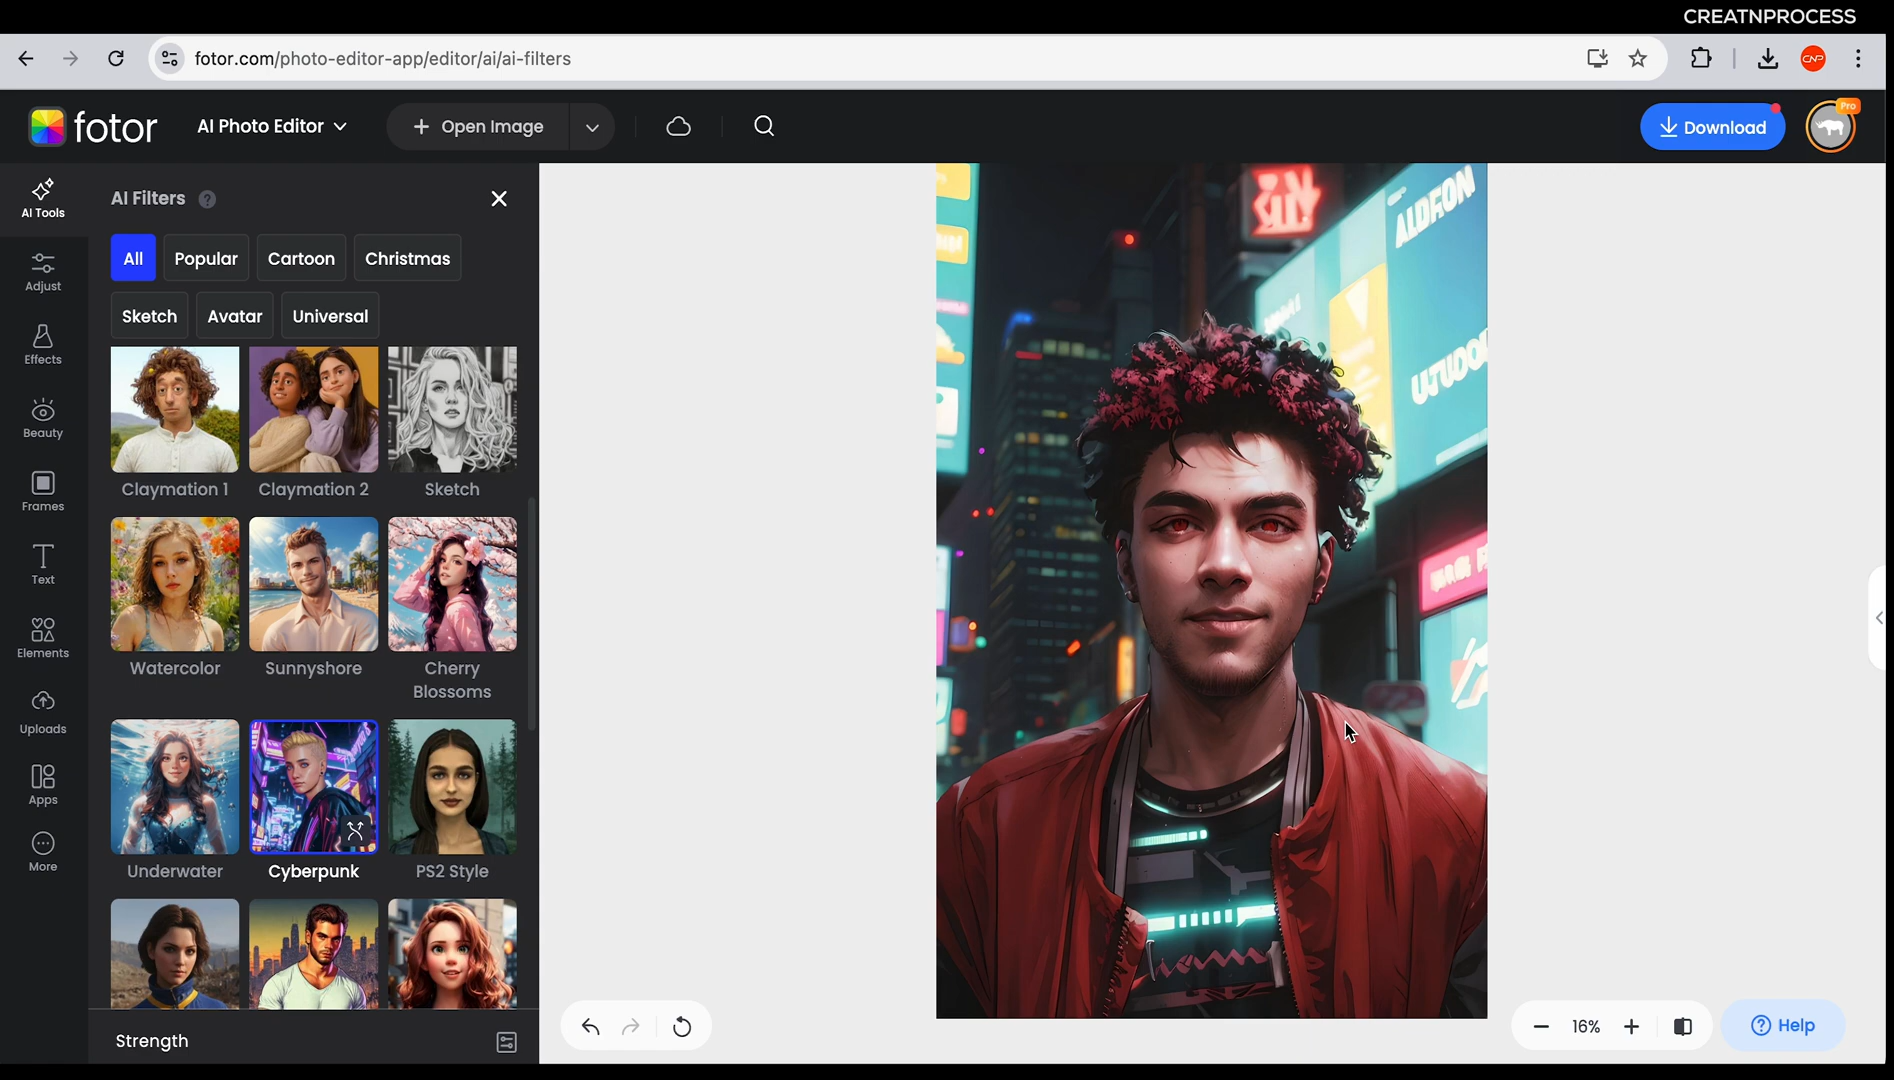 CREATNPROCESS
fotor.com/photo-editor-app/editor/ai/ai-filters
CNP
fotor
AI Photo Editor
Open Image
Download
Pro
AI Tools
AI Filters
?
All
Popular
Cartoon
Christmas
Adjust
Sketch
Avatar
Universal
Effects
Beauty
Claymation 1
Claymation 2
Sketch
Frames
Text
Elements
Watercolor
Sunnyshore
Cherry
Blossoms
Uploads
Apps
More
Underwater
Cyberpunk
PS2 Style
Strength
16%
Help